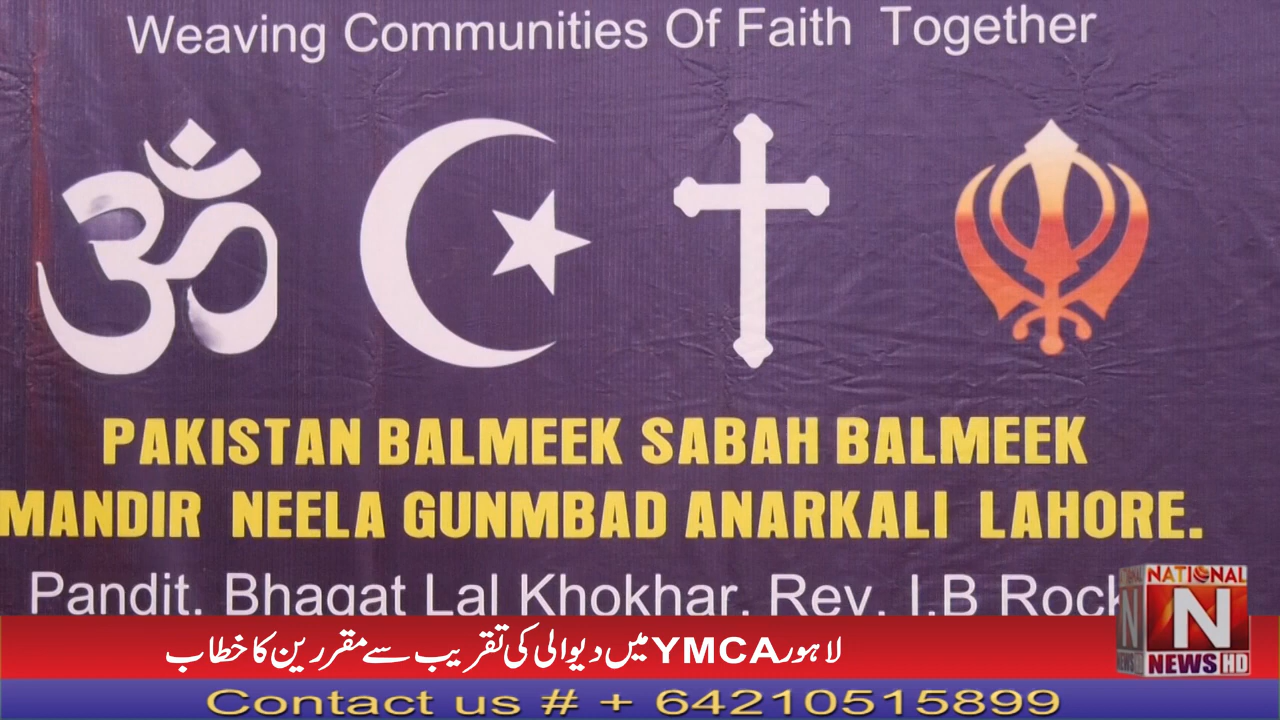 Weaving Communities Of Faith Together
PAKISTAN BALMEEK SABAH BALMEEK
MANDIR NEELA GUNMBAD ANARKALI LAHORE.
Pandit. Bhagat Lal Khokhar. Rev. I.B Rock
لاہور YMCA میں دیوالی کی تقریب سے مقررین کا خطاب
NATIONAL
N
NEWS HD
Contact us # + 64210515899